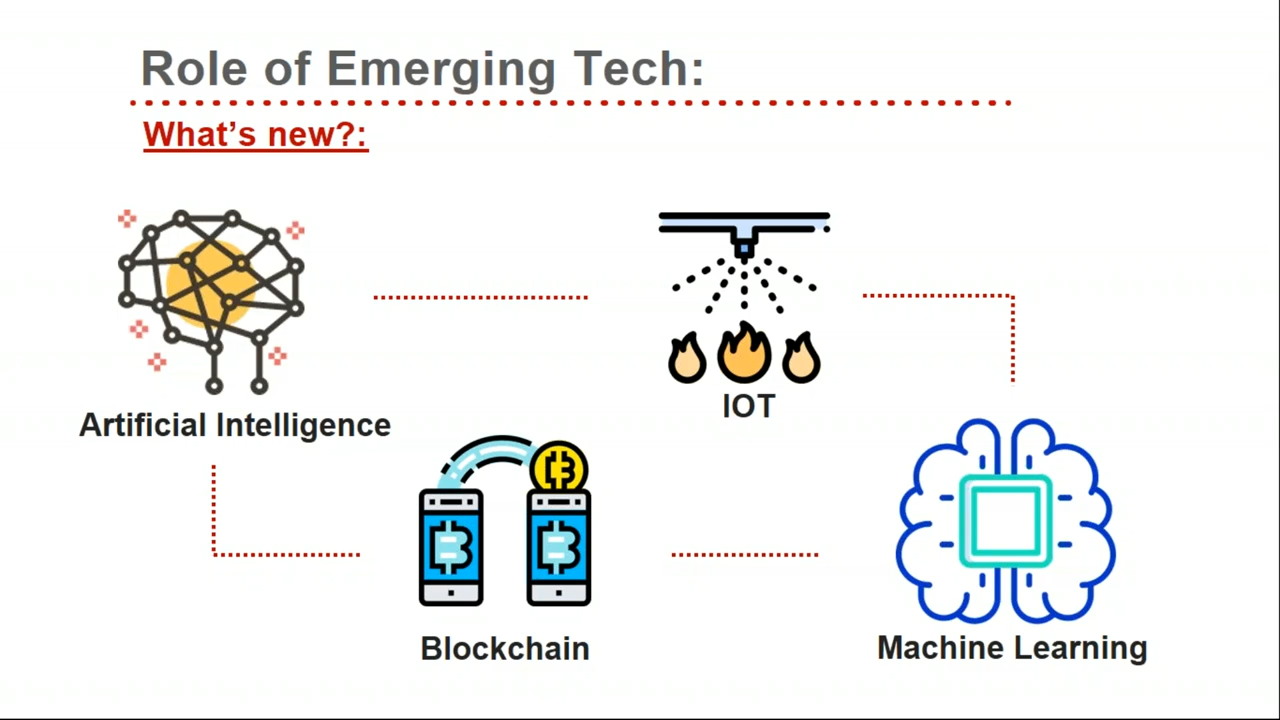 Role of Emerging Tech:
What's new?:
Artificial Intelligence
IOT
Blockchain
Machine Learning